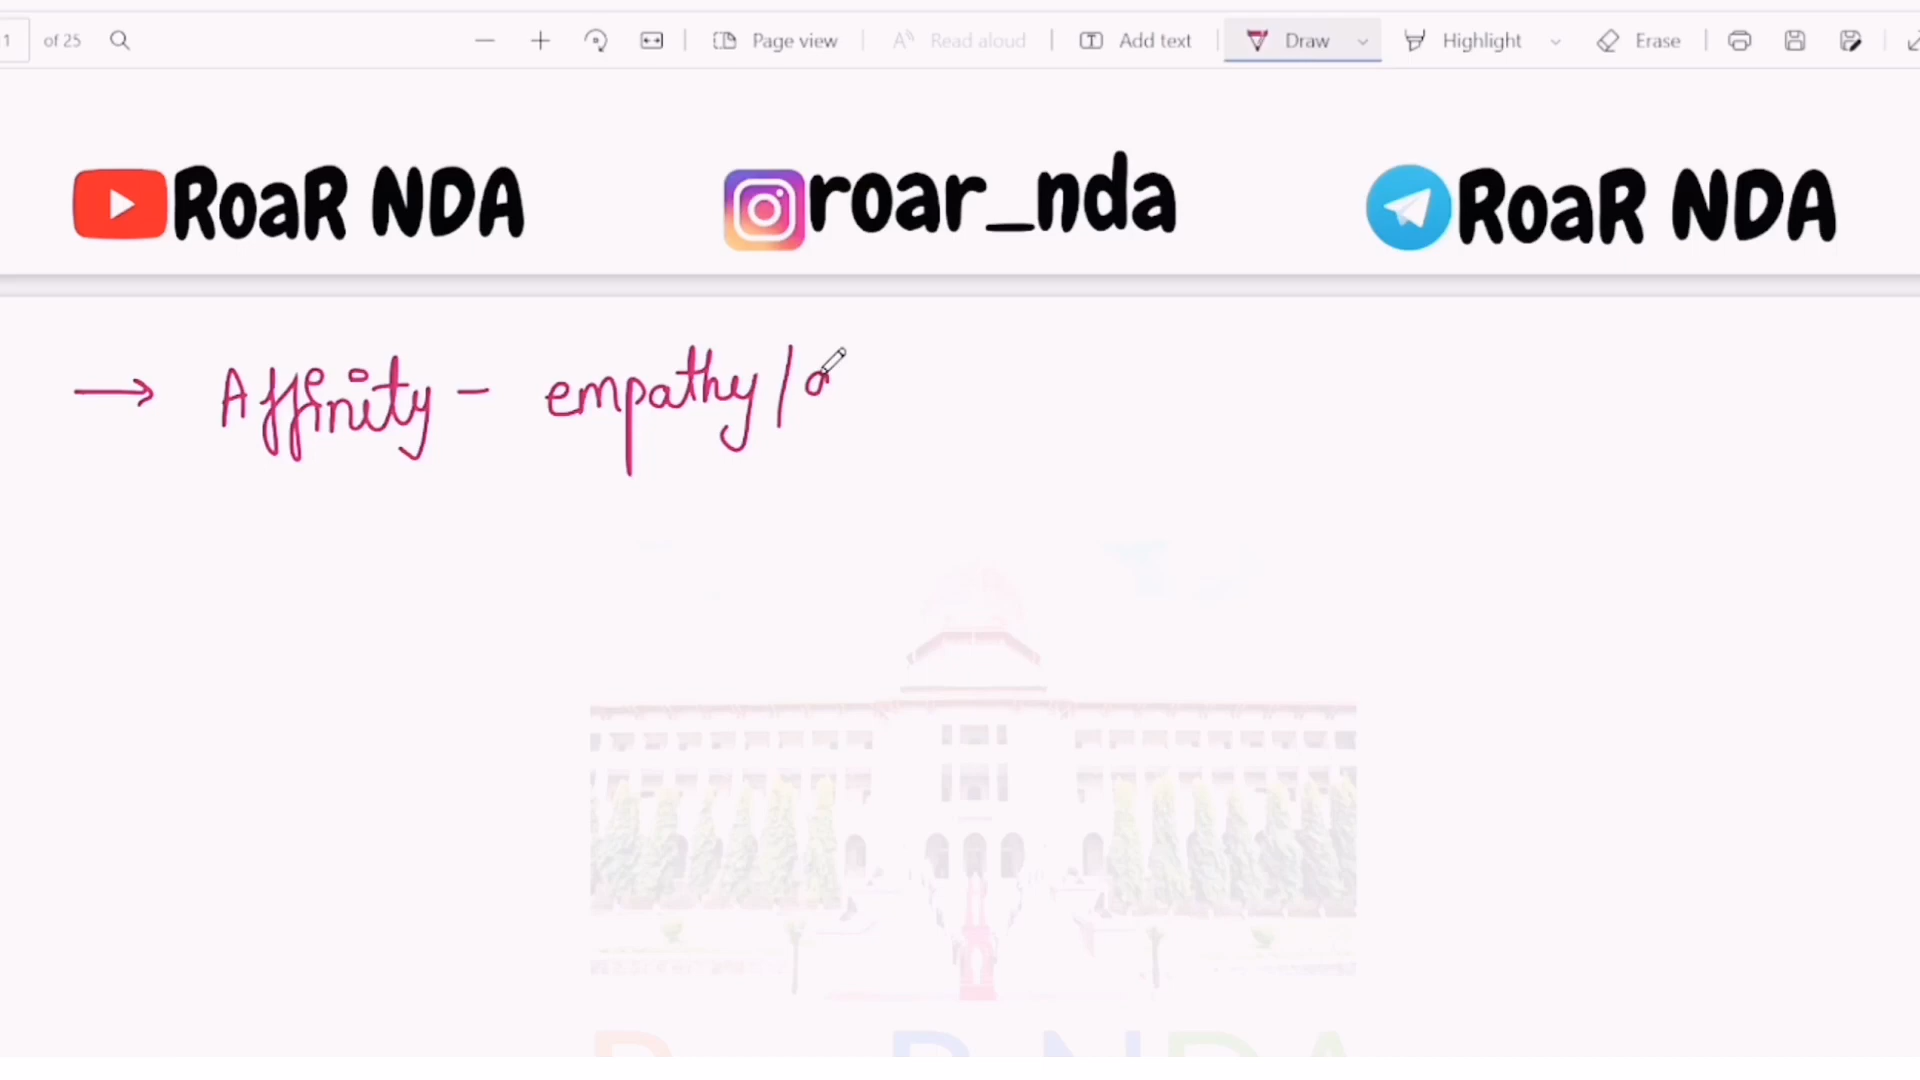 1 of 25 Page view Read aloud Add text Draw Highlight Erase
RoaR NDA roar_nda RoaR NDA
→ Affinity - empathy /
R R NDA